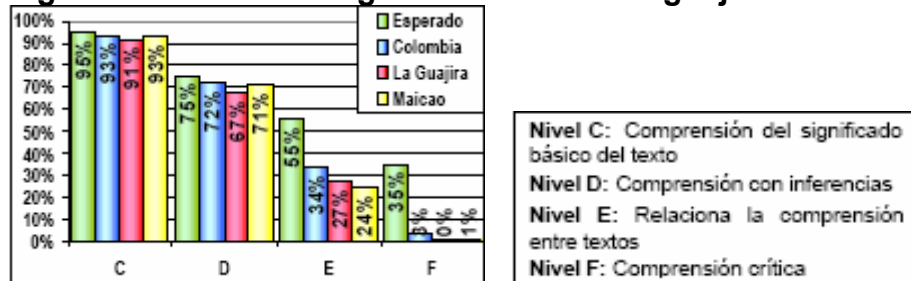 100%
90%
80%
70%
60%
50%
40%
30%
20%
10%
0%
95%
93%
91%
93%
75%
72%
67%
71%
55%
34%
27%
24%
35%
3%
0%
1%
C
D
E
F
Esperado
Colombia
La Guajira
Maicao
Nivel C: Comprensión del significado
básico del texto
Nivel D: Comprensión con inferencias
Nivel E: Relaciona la comprensión
entre textos
Nivel F: Comprensión crítica